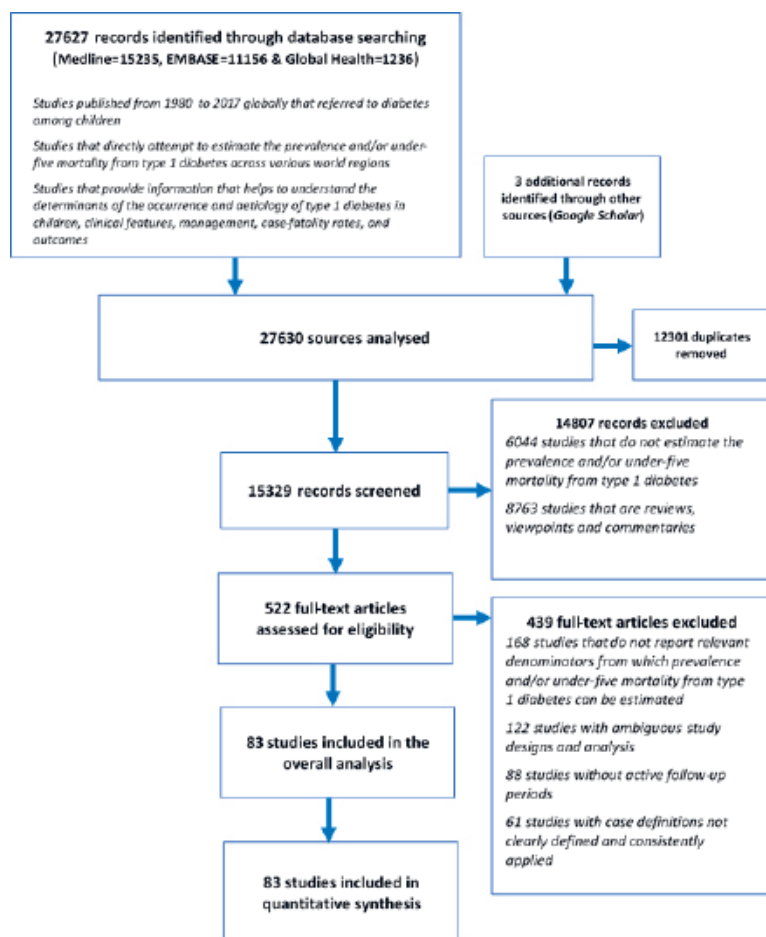 27627 records identified through database searching
(Medline=15235, EMBASE=11156 & Global Health=1236)
Studies published from 1980 to 2017 globally that referred to diabetes
among children
Studies that directly attempt to estimate the prevalence and/or under-
five mortality from type 1 diabetes across various world regions
Studies that provide information that helps to understand the
determinants of the occurrence and aetiology of type 1 diabetes in
children, clinical features, management, case-fatality rates, and
outcomes
3 additional records
identified through other
sources (Google Scholar)
27630 sources analysed
12301 duplicates
removed
14807 records excluded
6044 studies that do not estimate the
prevalence and/or under-five
mortality from type 1 diabetes
8763 studies that are reviews,
viewpoints and commentaries
15329 records screened
522 full-text articles
assessed for eligibility
439 full-text articles excluded
168 studies that do not report relevant
denominators from which prevalence
and/or under-five mortality from type
1 diabetes can be estimated
122 studies with ambiguous study
designs and analysis
88 studies without active follow-up
periods
61 studies with case definitions not
clearly defined and consistently
applied
83 studies included in the
overall analysis
83 studies included in
quantitative synthesis